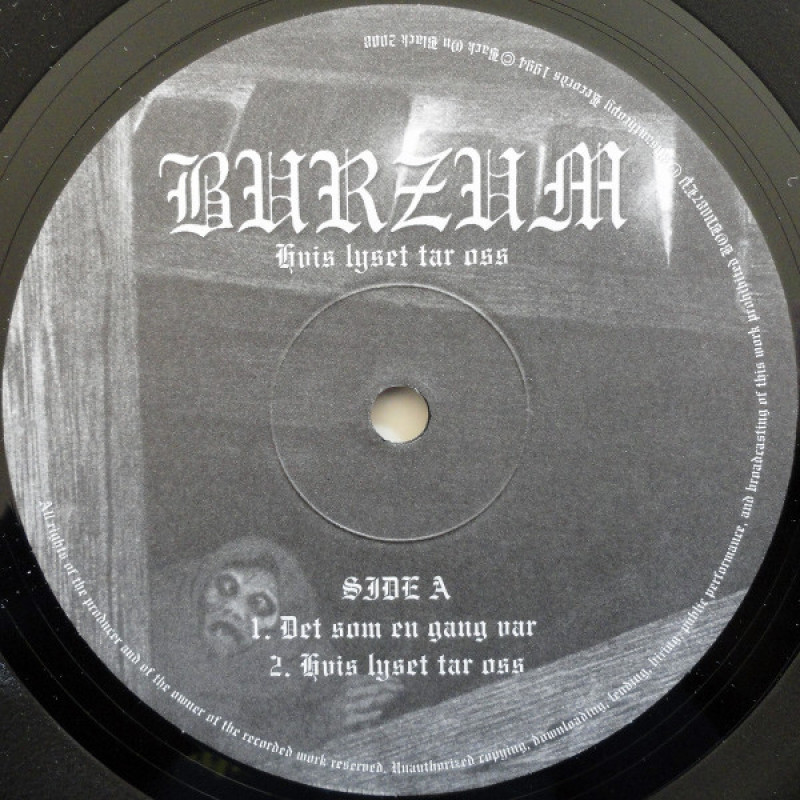 BURZUM
Hvis lyset tar oss
SIDE A
1. Det som en gang var
2. Hvis lyset tar oss
All rights of the producer and of the owner of the recorded work reserved. Unauthorized copying, downloading, lending, hiring, public performance, and broadcasting of this work prohibited BOBV087LP ℗ Misanthropy Records 1994 © Back On Black 2008